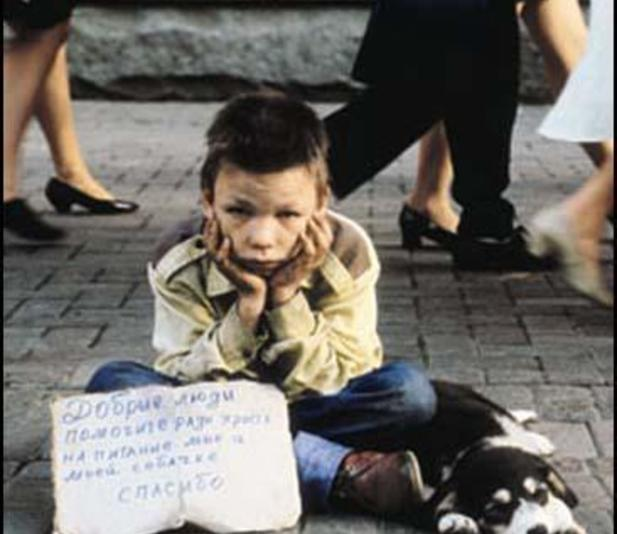 Добрые люди
помогите ради христа
на питание мне и
моей собачке
СПАСИБО